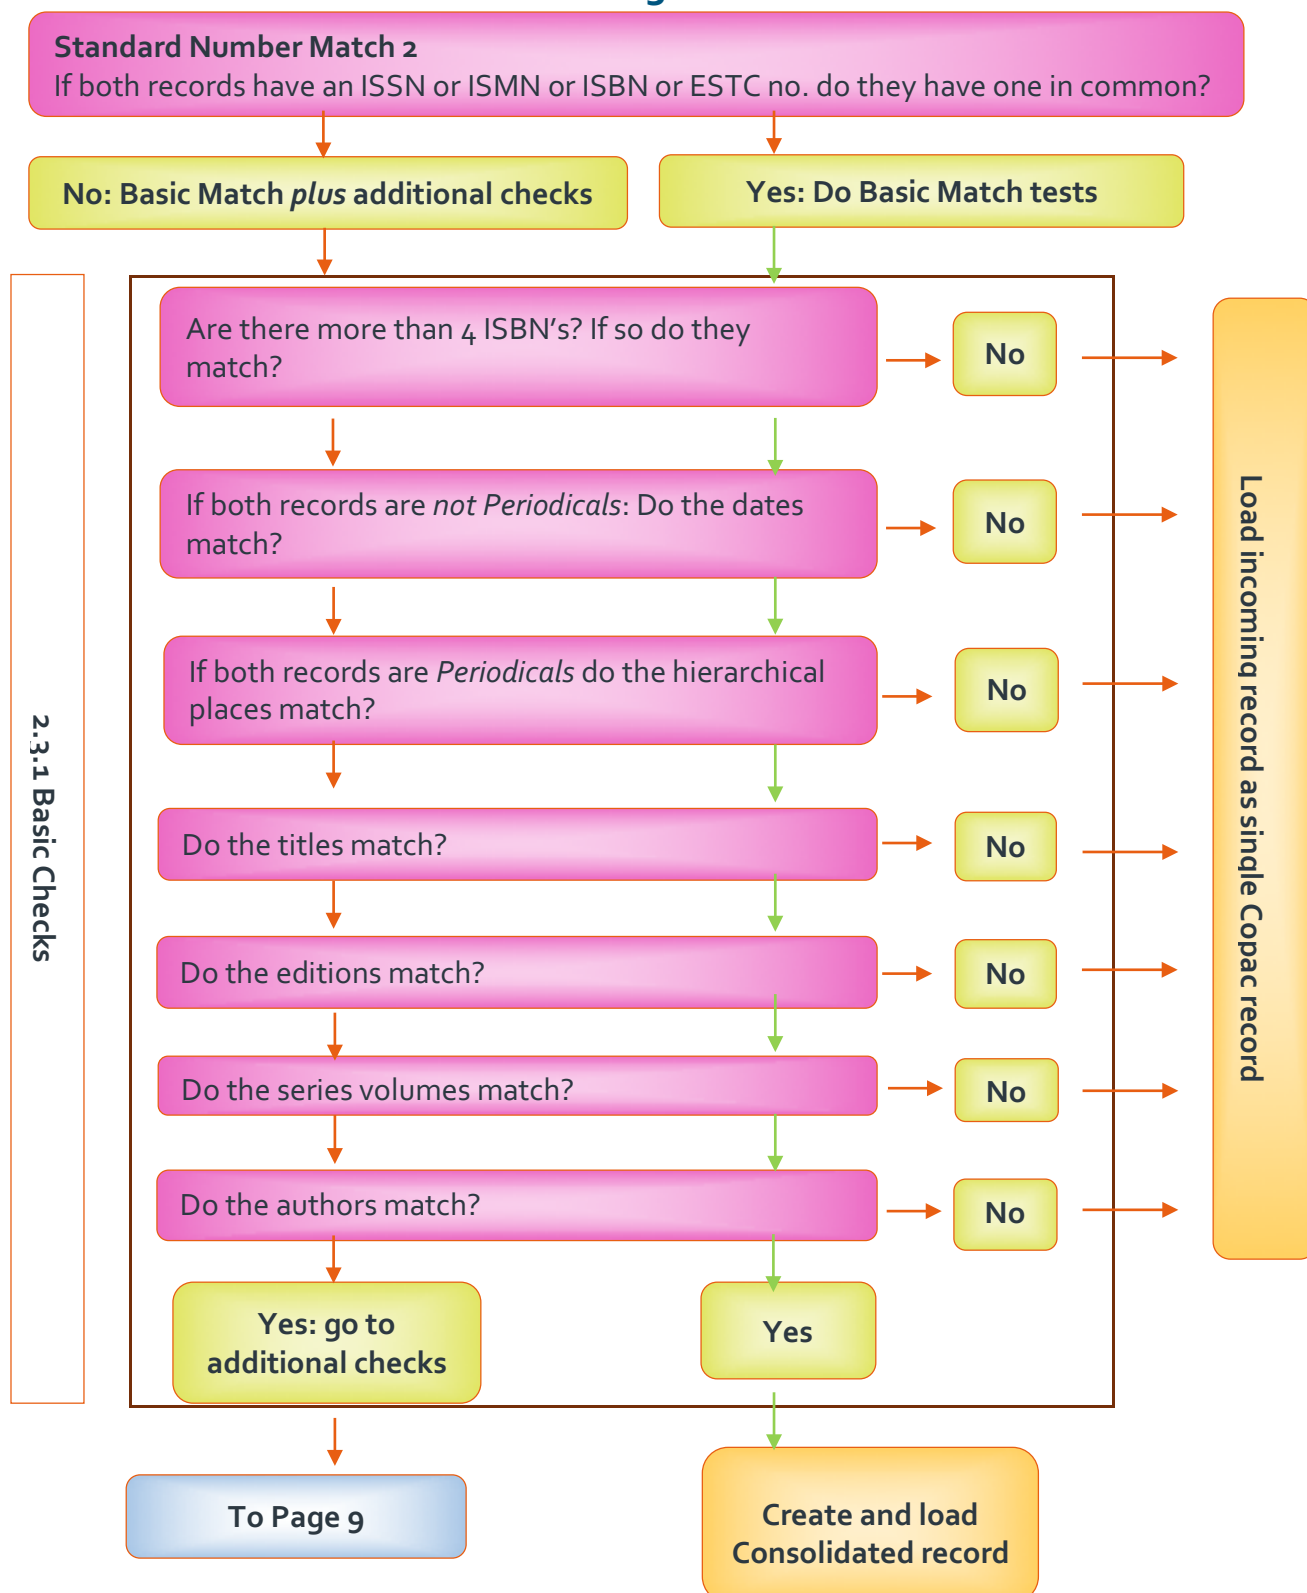 Standard Number Match 2
If both records have an ISSN or ISMN or ISBN or ESTC no. do they have one in common?
No: Basic Match plus additional checks
Yes: Do Basic Match tests
2.3.1 Basic Checks
Are there more than 4 ISBN's? If so do they
match?
No
If both records are not Periodicals: Do the dates
match?
No
If both records are Periodicals do the hierarchical
places match?
No
Do the titles match?
No
Do the editions match?
No
Do the series volumes match?
No
Do the authors match?
No
Load incoming record as single Copac record
Yes: go to
additional checks
Yes
To Page 9
Create and load
Consolidated record